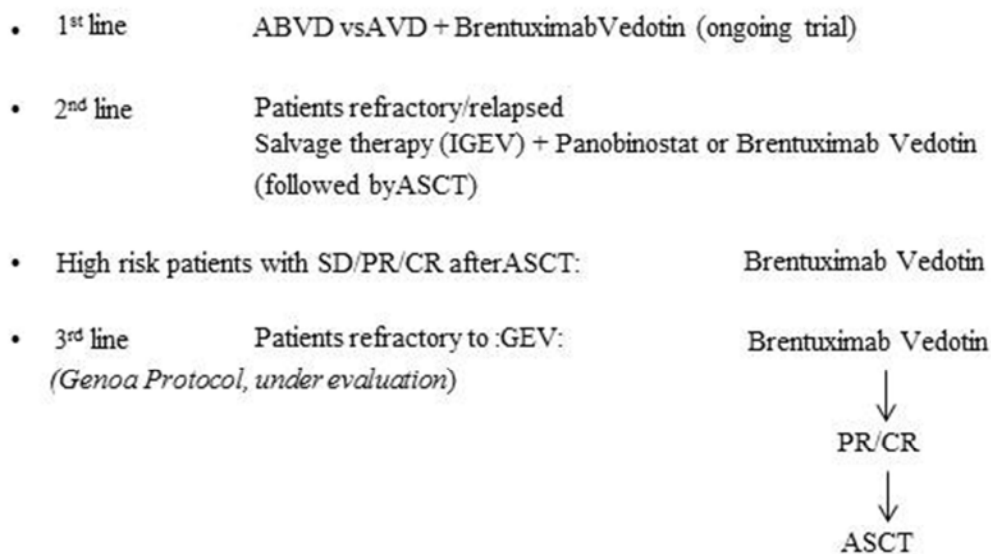 • 1st line ABVD vsAVD + BrentuximabVedotin (ongoing trial)
• 2nd line Patients refractory/relapsed
Salvage therapy (IGEV) + Panobinostat or Brentuximab Vedotin
(followed byASCT)
• High risk patients with SD/PR/CR afterASCT: Brentuximab Vedotin
• 3rd line Patients refractory to :GEV: Brentuximab Vedotin
(Genoa Protocol, under evaluation)
PR/CR
ASCT